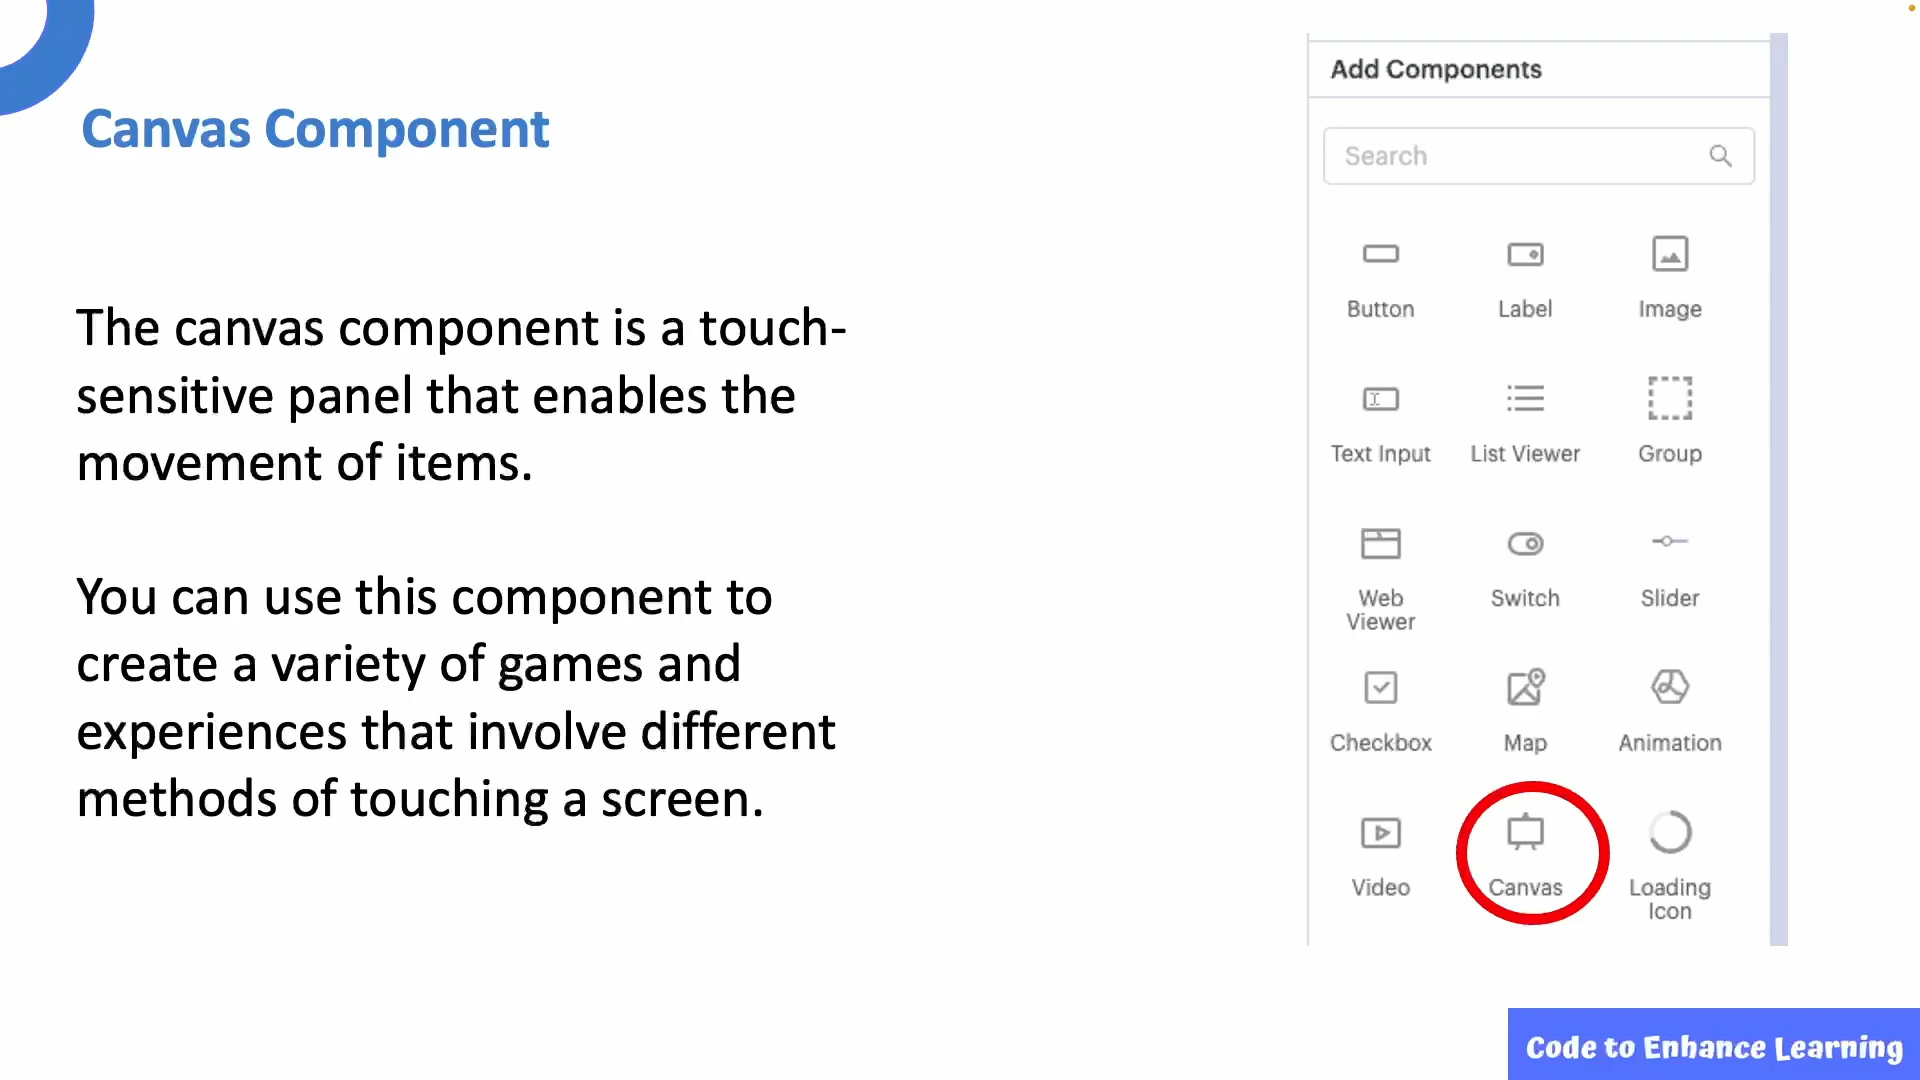 Canvas Component
The canvas component is a touch-
sensitive panel that enables the
movement of items.
You can use this component to
create a variety of games and
experiences that involve different
methods of touching a screen.
Add Components
Search
Button
Label
Image
Text Input
List Viewer
Group
Web
Viewer
Switch
Slider
Checkbox
Map
Animation
Video
Canvas
Loading
Icon
Code to Enhance Learning